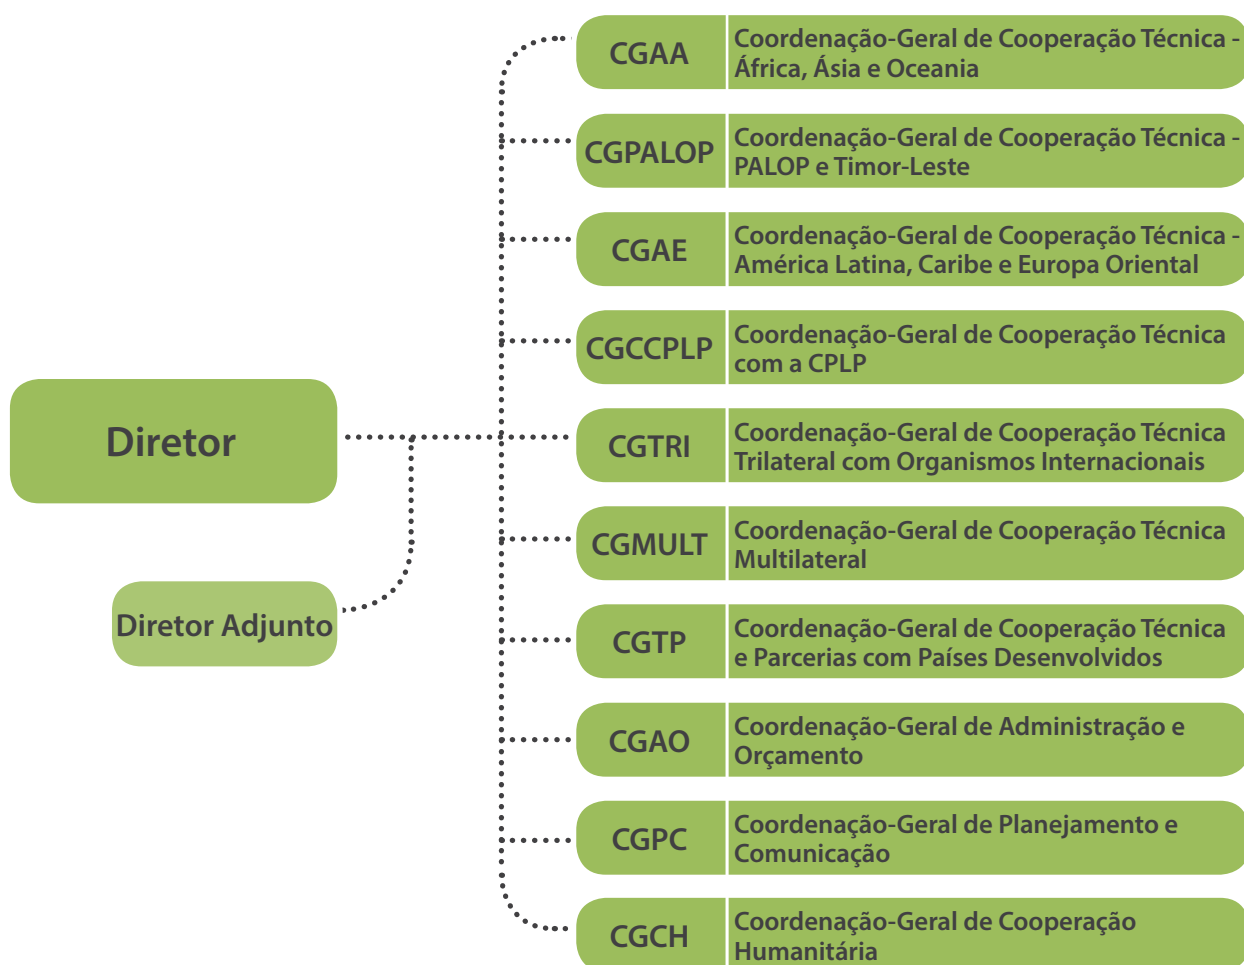 CGAA
Coordenação-Geral de Cooperação Técnica -
África, Ásia e Oceania
CGPALOP
Coordenação-Geral de Cooperação Técnica -
PALOP e Timor-Leste
CGAE
Coordenação-Geral de Cooperação Técnica -
América Latina, Caribe e Europa Oriental
CGCCPLP
Coordenação-Geral de Cooperação Técnica
com a CPLP
Diretor
CGTRI
Coordenação-Geral de Cooperação Técnica
Trilateral com Organismos Internacionais
CGMULT
Coordenação-Geral de Cooperação Técnica
Multilateral
Diretor Adjunto
CGTP
Coordenação-Geral de Cooperação Técnica
e Parcerias com Países Desenvolvidos
CGAO
Coordenação-Geral de Administração e
Orçamento
CGPC
Coordenação-Geral de Planejamento e
Comunicação
CGCH
Coordenação-Geral de Cooperação
Humanitária